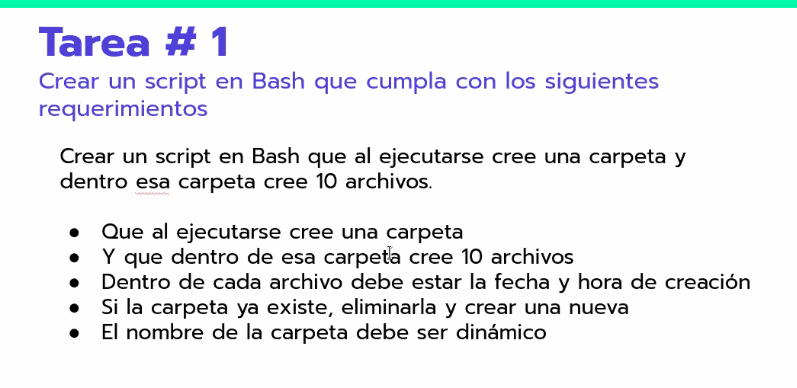 Tarea # 1
Crear un script en Bash que cumpla con los siguientes
requerimientos
Crear un script en Bash que al ejecutarse cree una carpeta y
dentro esa carpeta cree 10 archivos.
● Que al ejecutarse cree una carpeta
● Y que dentro de esa carpeta cree 10 archivos
● Dentro de cada archivo debe estar la fecha y hora de creación
● Si la carpeta ya existe, eliminarla y crear una nueva
● El nombre de la carpeta debe ser dinámico